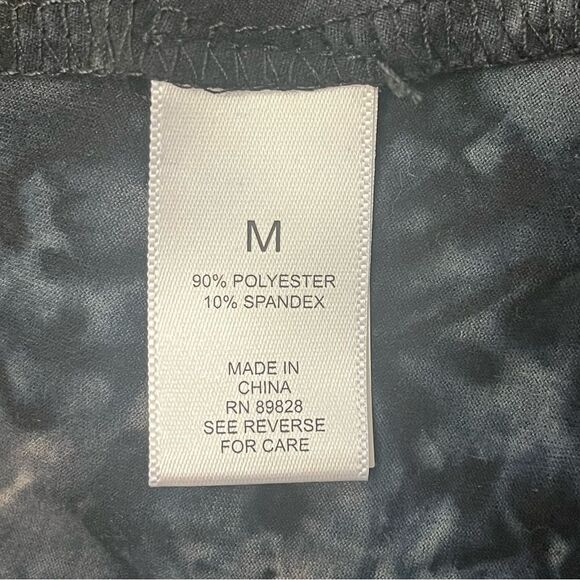 M
90% POLYESTER
10% SPANDEX
MADE IN
CHINA
RN 89828
SEE REVERSE
FOR CARE